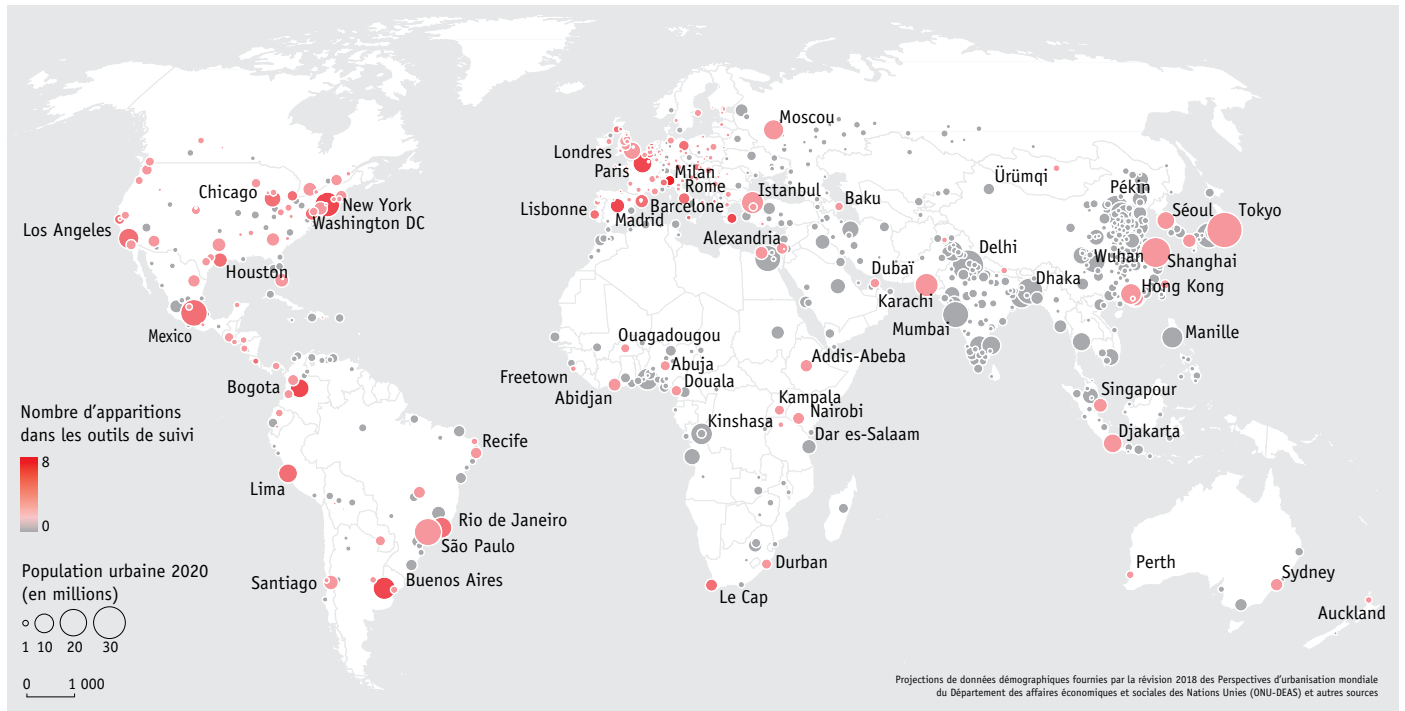 Moscou
Londres
Paris
Milan
Rome
Istanbul
Ürümqi
Pékin
Chicago
New York
Washington DC
Lisbonne
Madrid
Barcelone
Baku
Séoul
Tokyo
Los Angeles
Alexandria
Delhi
Wuhan
Shanghai
Houston
Dubaï
Dhaka
Hong Kong
Karachi
Mexico
Mumbai
Manille
Ouagadougou
Addis-Abeba
Bogota
Freetown
Abuja
Douala
Abidjan
Kampala
Nairobi
Singapour
Kinshasa
Dar es-Salaam
Djakarta
Recife
Lima
Rio de Janeiro
São Paulo
Santiago
Buenos Aires
Durban
Le Cap
Perth
Sydney
Auckland
Nombre d’apparitions
dans les outils de suivi
8
0
Population urbaine 2020
(en millions)
1 10 20 30
0 1 000
Projections de données démographiques fournies par la révision 2018 des Perspectives d’urbanisation mondiale
du Département des affaires économiques et sociales des Nations Unies (ONU-DEAS) et autres sources